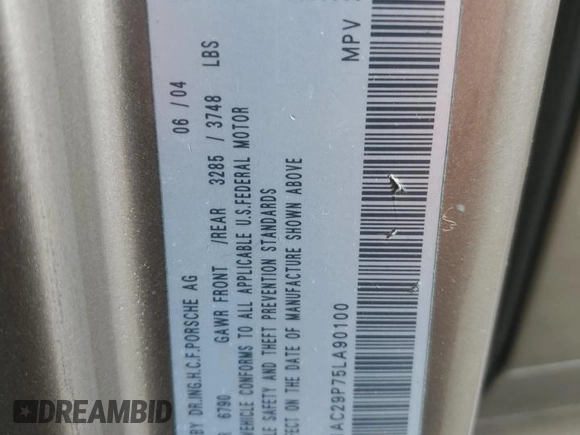 06 / 04
BY DR.ING.H.C.F.PORSCHE AG
LBS
GAWR FRONT /REAR 3285 / 3748
6790
VEHICLE CONFORMS TO ALL APPLICABLE U.S.FEDERAL MOTOR
LE SAFETY AND THEFT PREVENTION STANDARDS
ECT ON THE DATE OF MANUFACTURE SHOWN ABOVE
MPV
AC29P75LA90100
DREAMBID